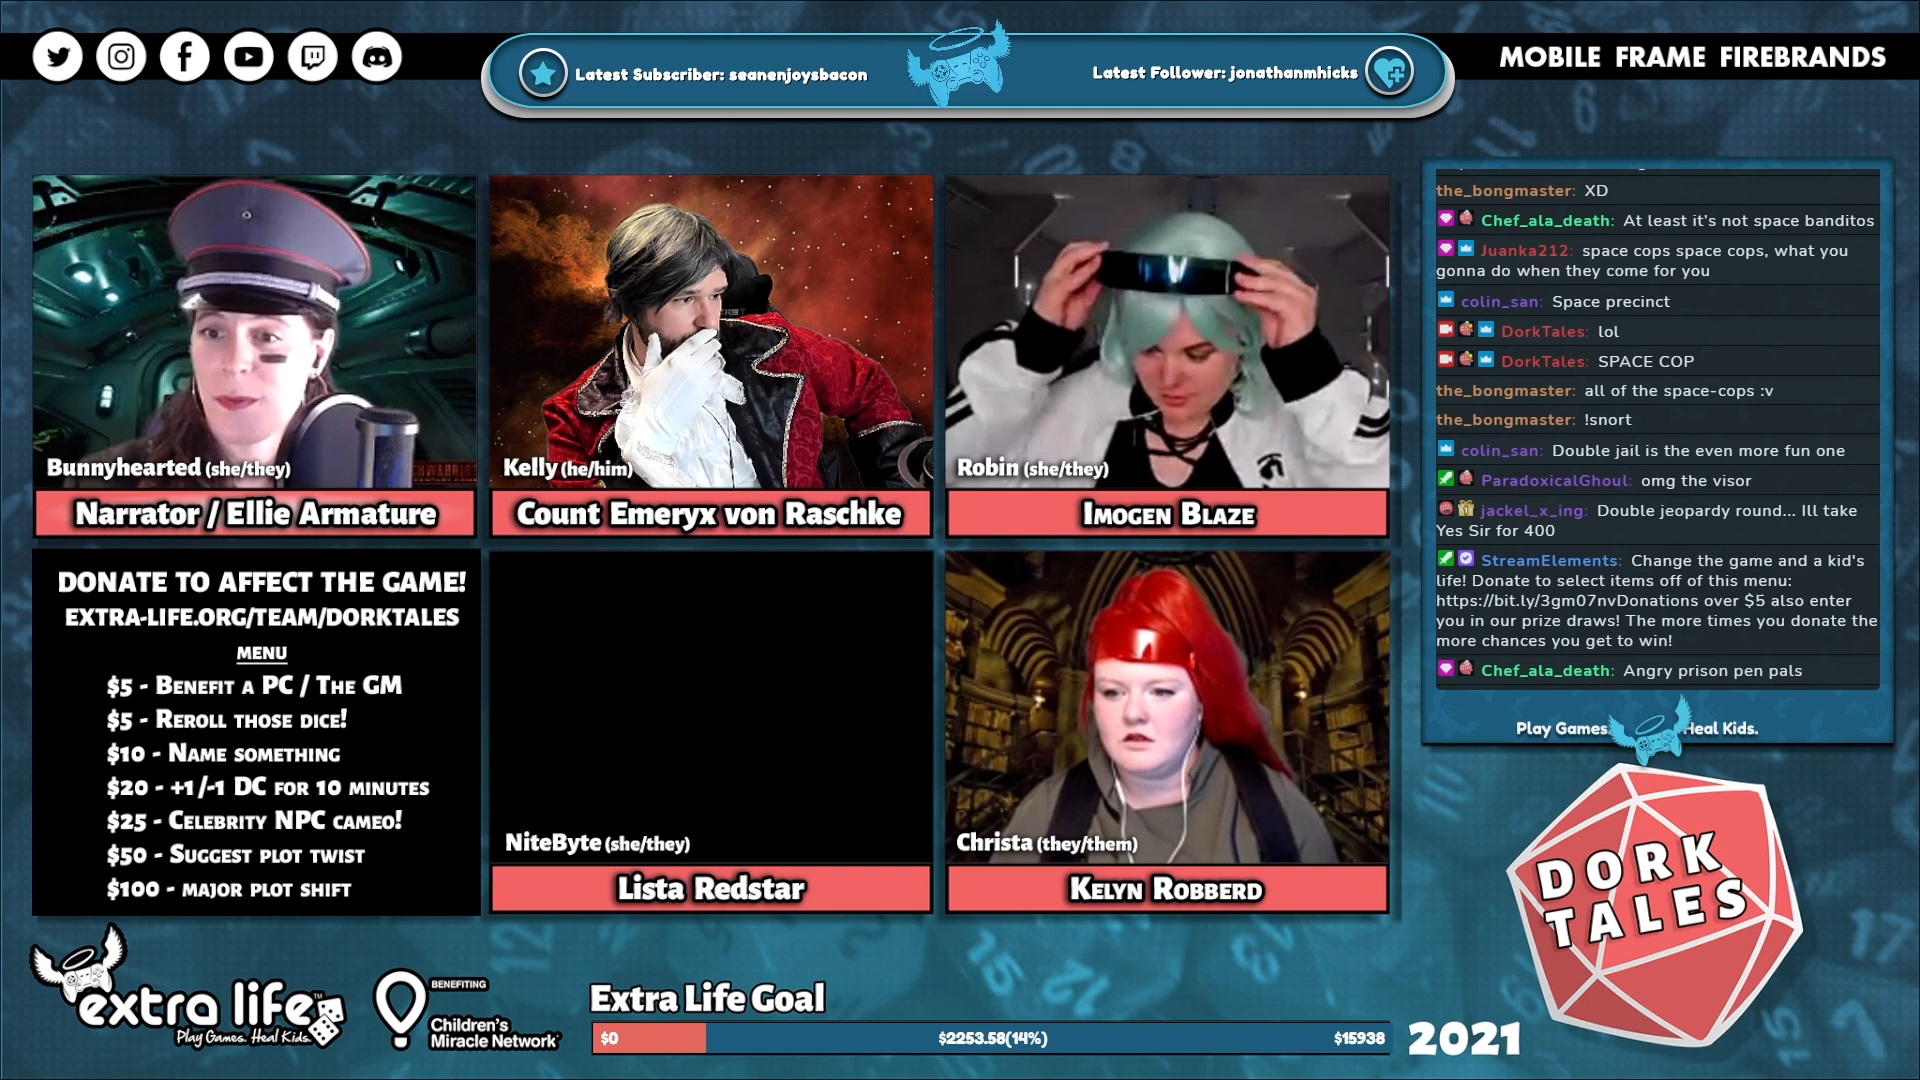 Latest Subscriber: seanenjoysbacon
Latest Follower: jonathanmhicks
MOBILE FRAME FIREBRANDS
Bunnyhearted (she/they)
Narrator / Ellie Armature
Kelly (he/him)
Count Emeryx von Raschke
Robin (she/they)
Imogen Blaze
DONATE TO AFFECT THE GAME!
EXTRA-LIFE.ORG/TEAM/DORKTALES
MENU
$5 - Benefit a PC / The GM
$5 - Reroll those dice!
$10 - Name something
$20 - +1/-1 DC for 10 minutes
$25 - Celebrity NPC cameo!
$50 - Suggest plot twist
$100 - major plot shift
NiteByte (she/they)
Lista Redstar
Christa (they/them)
Kelyn Robberd
the_bongmaster: XD
Chef_ala_death: At least it's not space banditos
Juanka212: space cops space cops, what you
gonna do when they come for you
colin_san: Space precinct
DorkTales: lol
DorkTales: SPACE COP
the_bongmaster: all of the space-cops :v
the_bongmaster: !snort
colin_san: Double jail is the even more fun one
ParadoxicalGhoul: omg the visor
jackel_x_ing: Double jeopardy round... Ill take
Yes Sir for 400
StreamElements: Change the game and a kid's
life! Donate to select items off of this menu:
https://bit.ly/3gm07nvDonations over $5 also enter
you in our prize draws! The more times you donate the
more chances you get to win!
Chef_ala_death: Angry prison pen pals
Play Games. Heal Kids.
DORK
TALES
extra life™
Play Games. Heal Kids.
BENEFITING
Children's
Miracle Network
Extra Life Goal
$0 $2253.58(14%) $15938
2021